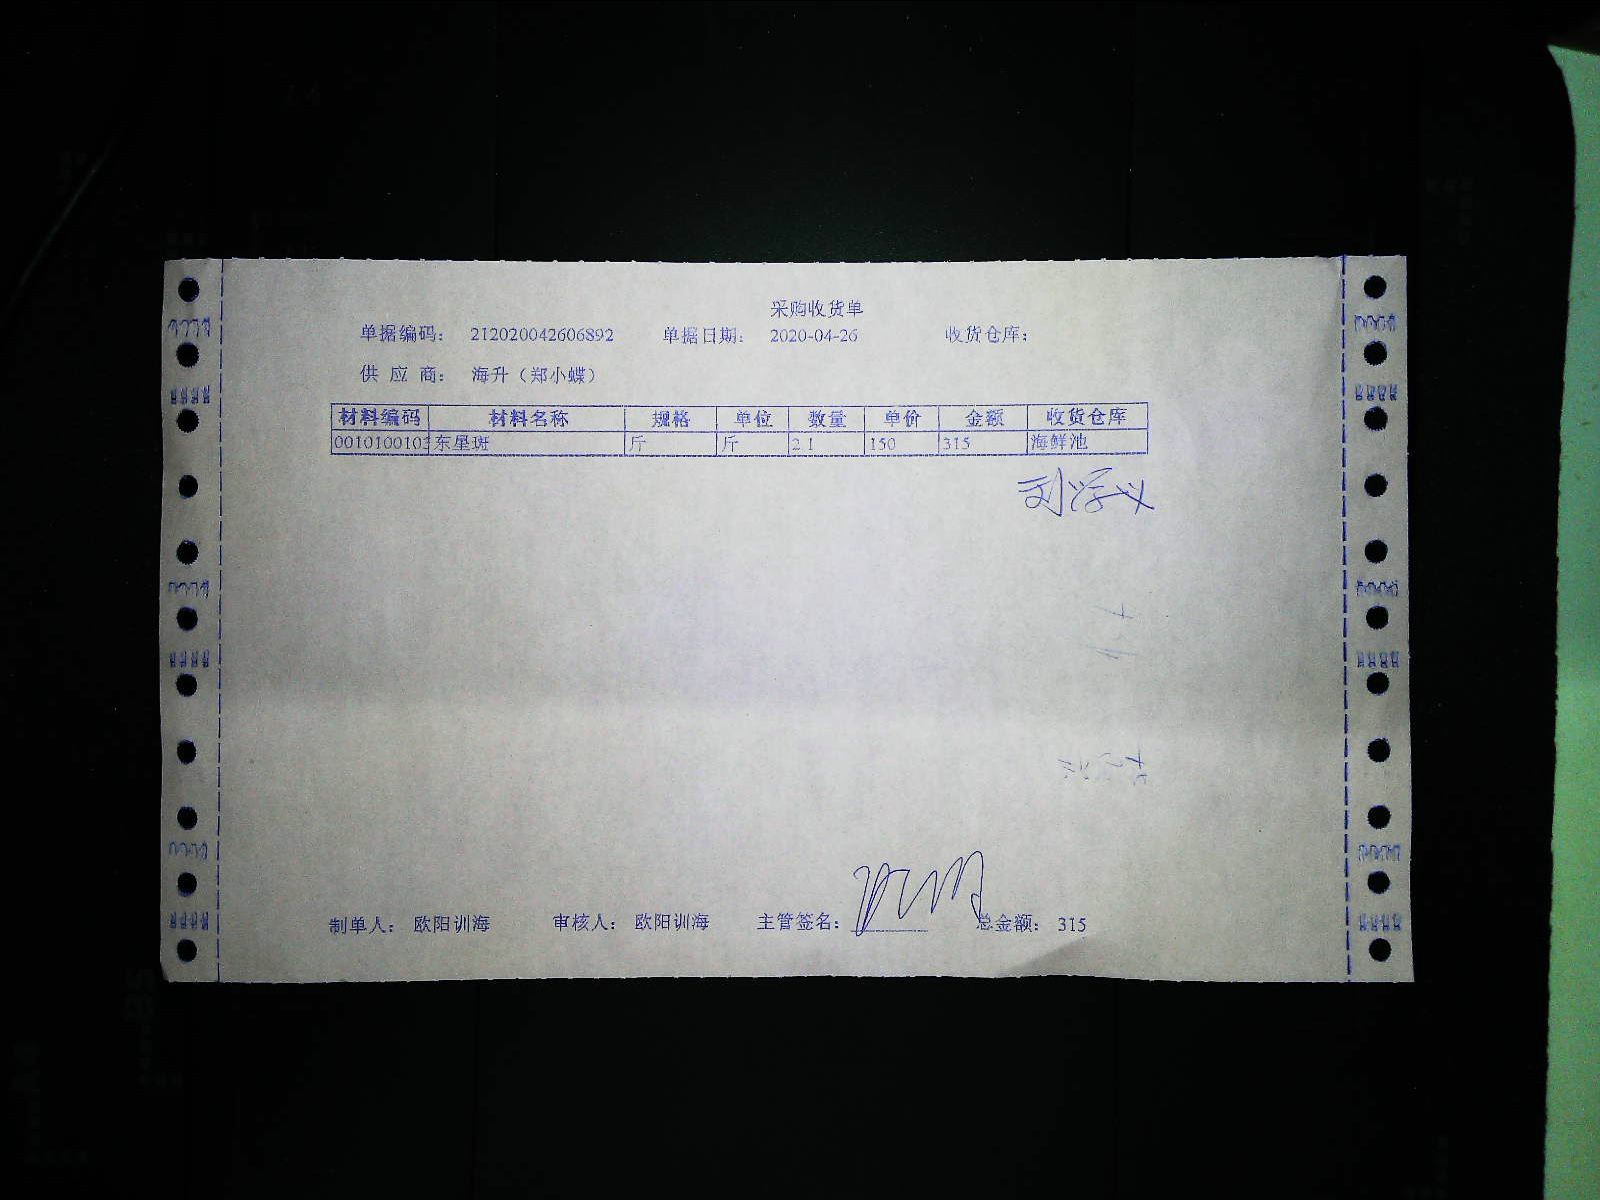 采购收货单
单据编码： 212020042606892 单据日期： 2020-04-26 收货仓库：
供 应 商： 海升（郑小蝶）
材料编码 材料名称 规格 单位 数量 单价 金额 收货仓库
0010100103 东星斑 斤 斤 2.1 150 315 海鲜池
制单人： 欧阳训海 审核人： 欧阳训海 主管签名： 总金额： 315